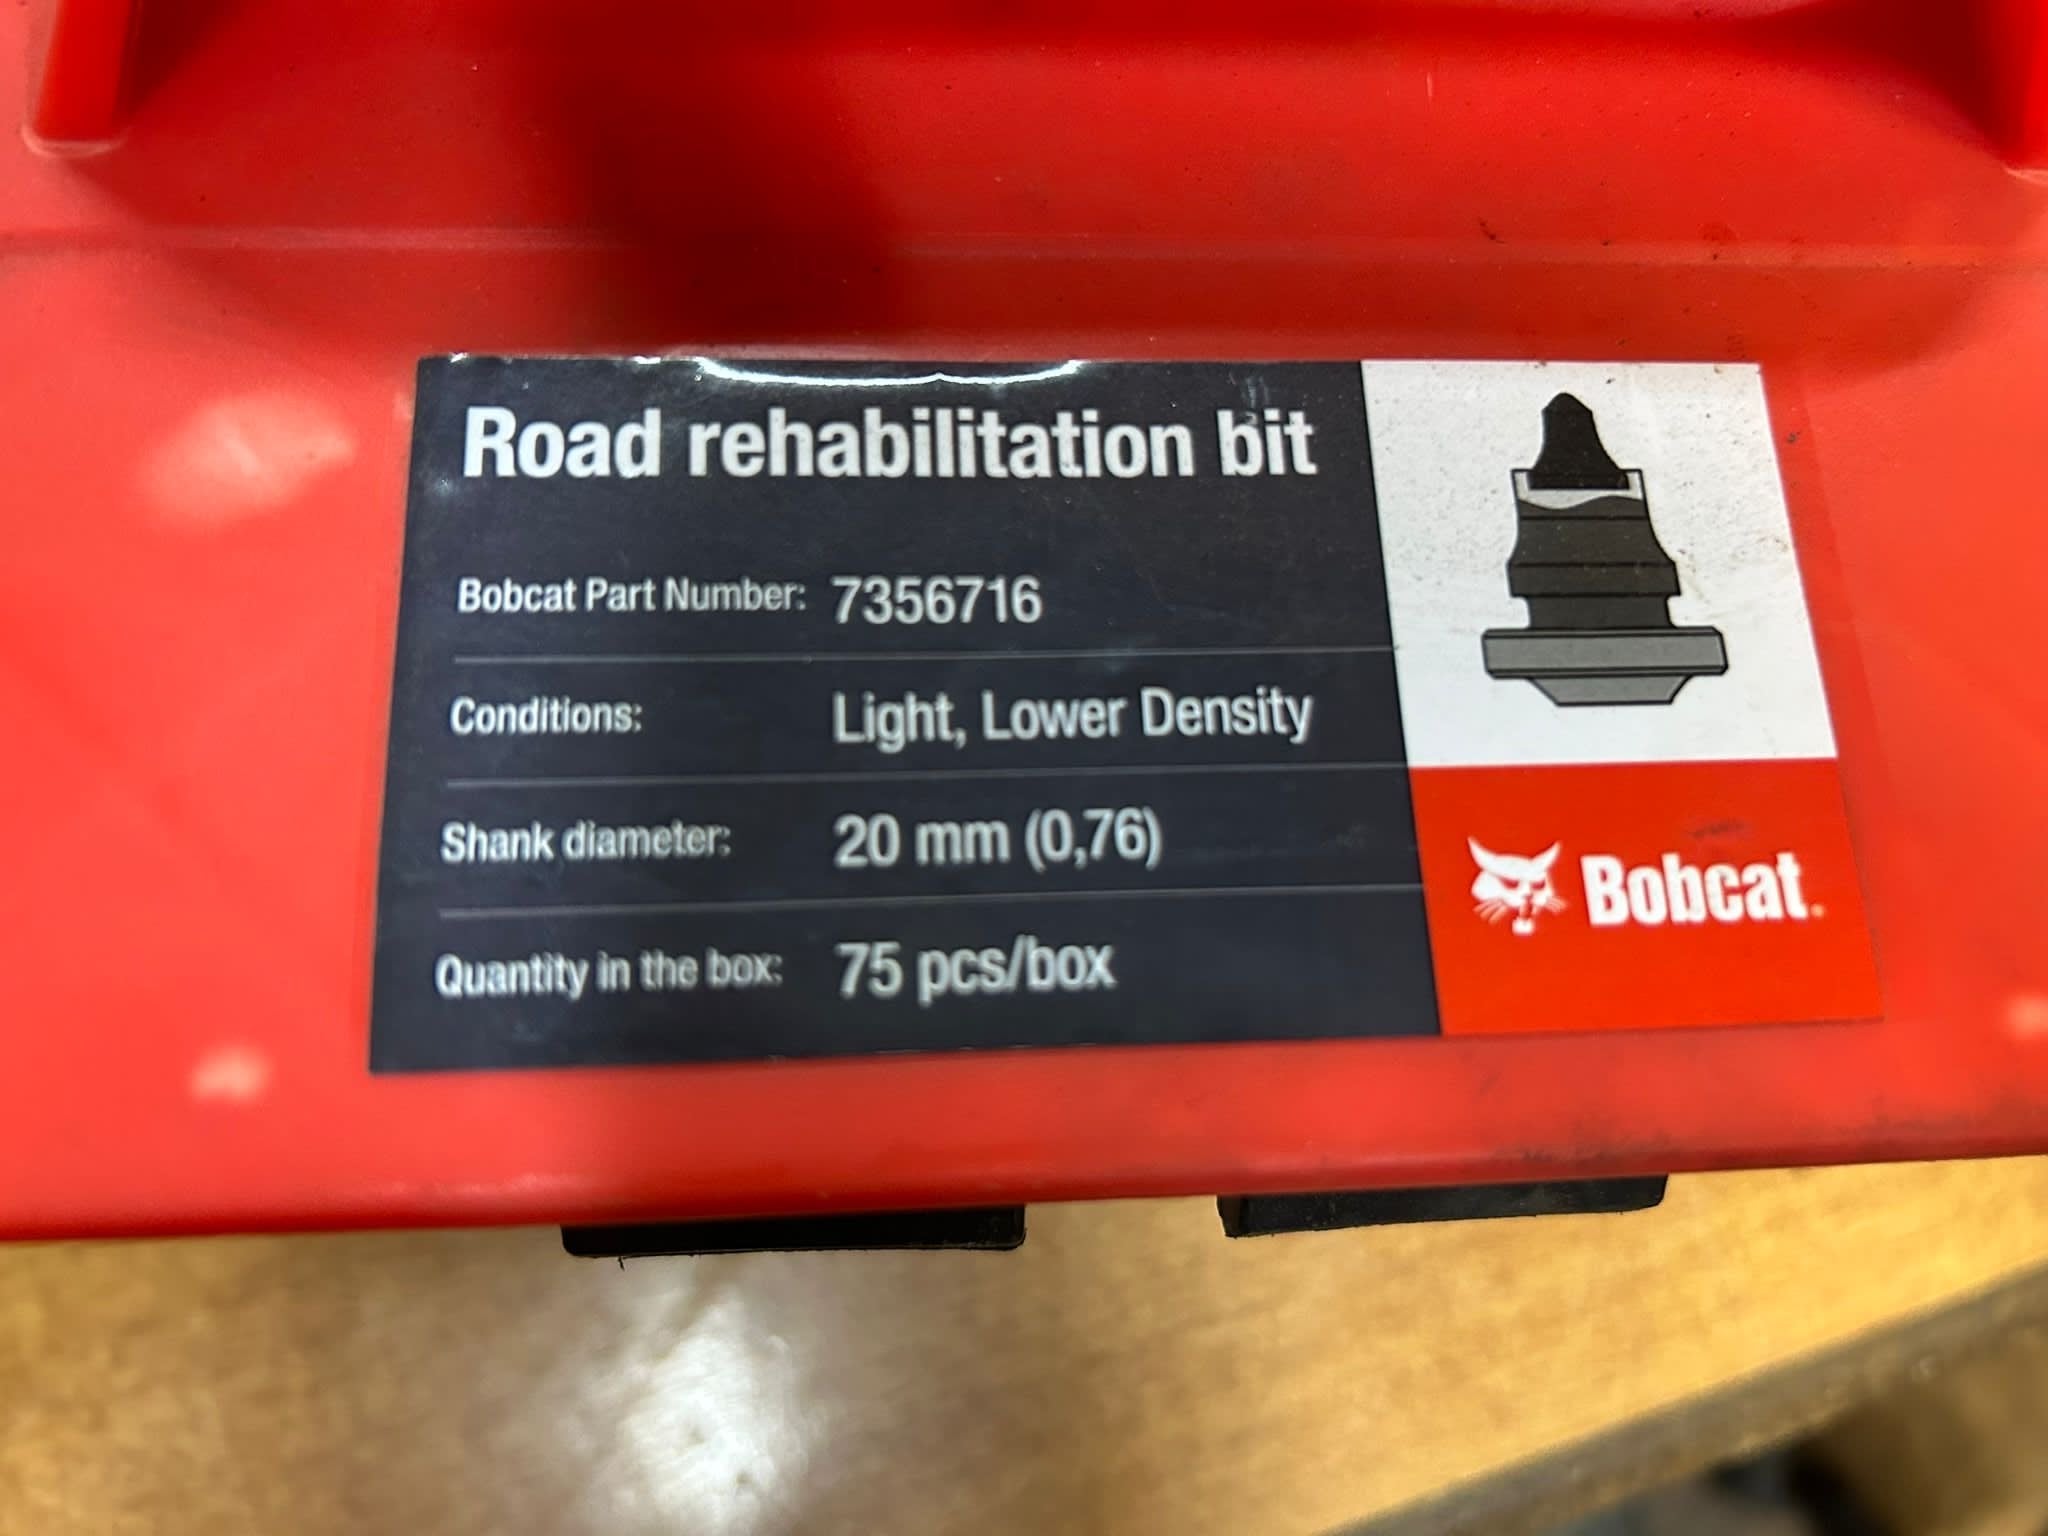 Road rehabilitation bit
Bobcat Part Number: 7356716
Conditions: Light, Lower Density
Shank diameter: 20 mm (0,76)
Quantity in the box: 75 pcs/box
Bobcat